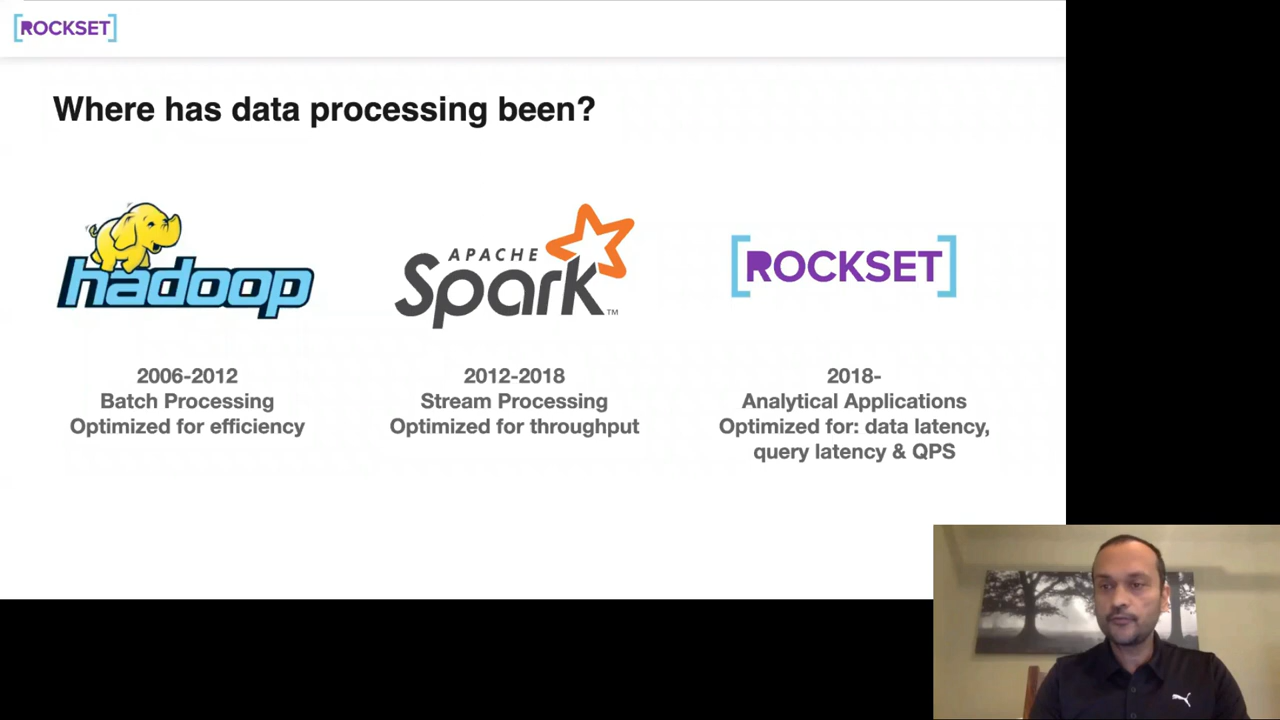 [ROCKSET]
Where has data processing been?
hadoop
APACHE
Spark™
[ROCKSET]
2006-2012
Batch Processing
Optimized for efficiency
2012-2018
Stream Processing
Optimized for throughput
2018-
Analytical Applications
Optimized for: data latency,
query latency & QPS